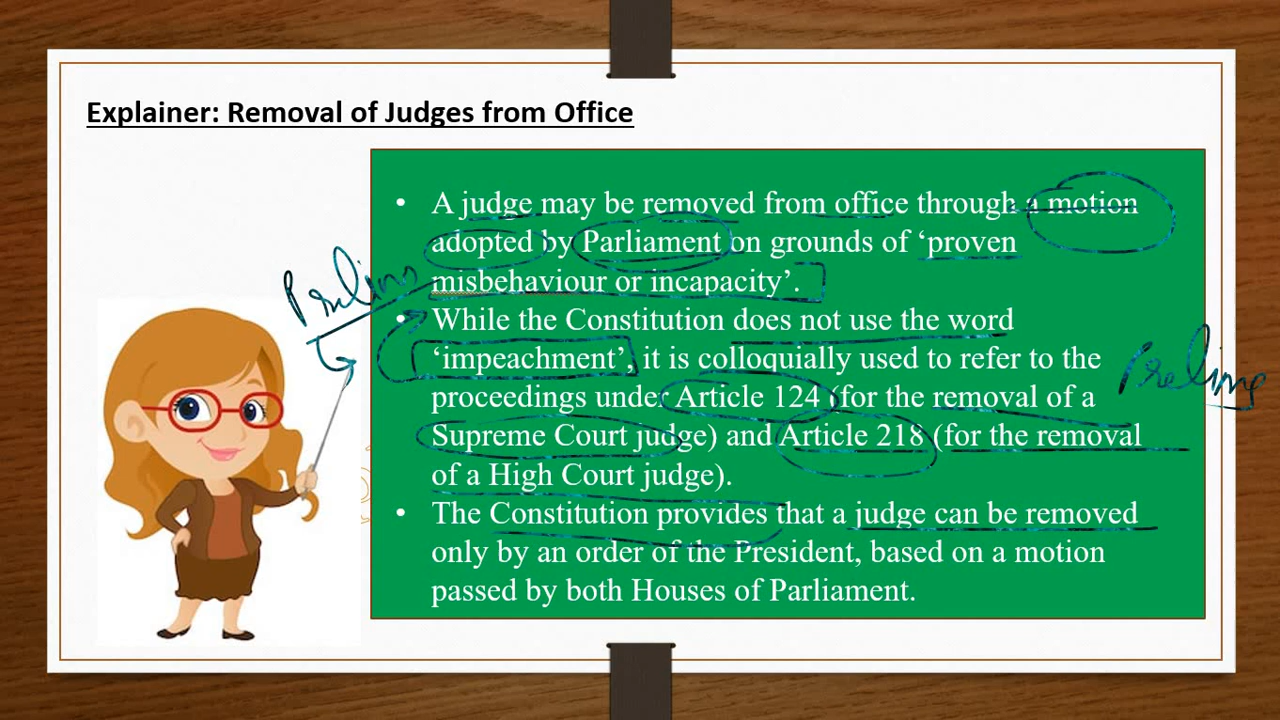 Explainer: Removal of Judges from Office
• A judge may be removed from office through a motion
adopted by Parliament on grounds of ‘proven
misbehaviour or incapacity’.
• While the Constitution does not use the word
‘impeachment’, it is colloquially used to refer to the
proceedings under Article 124 (for the removal of a
Supreme Court judge) and Article 218 (for the removal
of a High Court judge).
• The Constitution provides that a judge can be removed
only by an order of the President, based on a motion
passed by both Houses of Parliament.
Prelims
Prelims